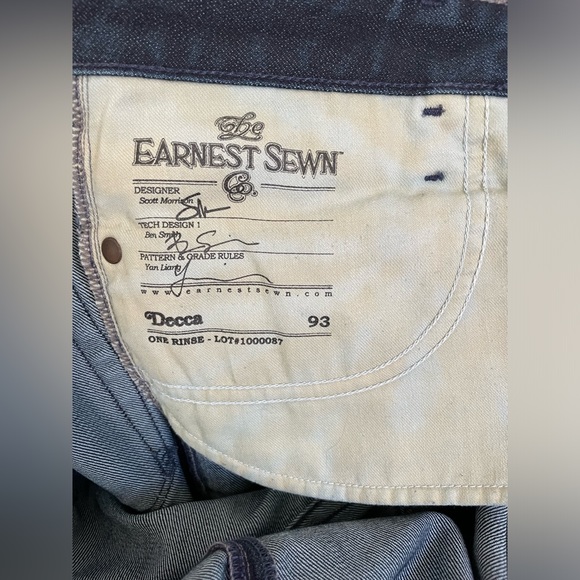 The
EARNEST SEWN™
Co.
DESIGNER
Scott Morrison
TECH DESIGN 1
Ben Smith
PATTERN & GRADE RULES
Yan Liang
www.earnestsewn.com
Decca 93
ONE RINSE - LOT#1000087